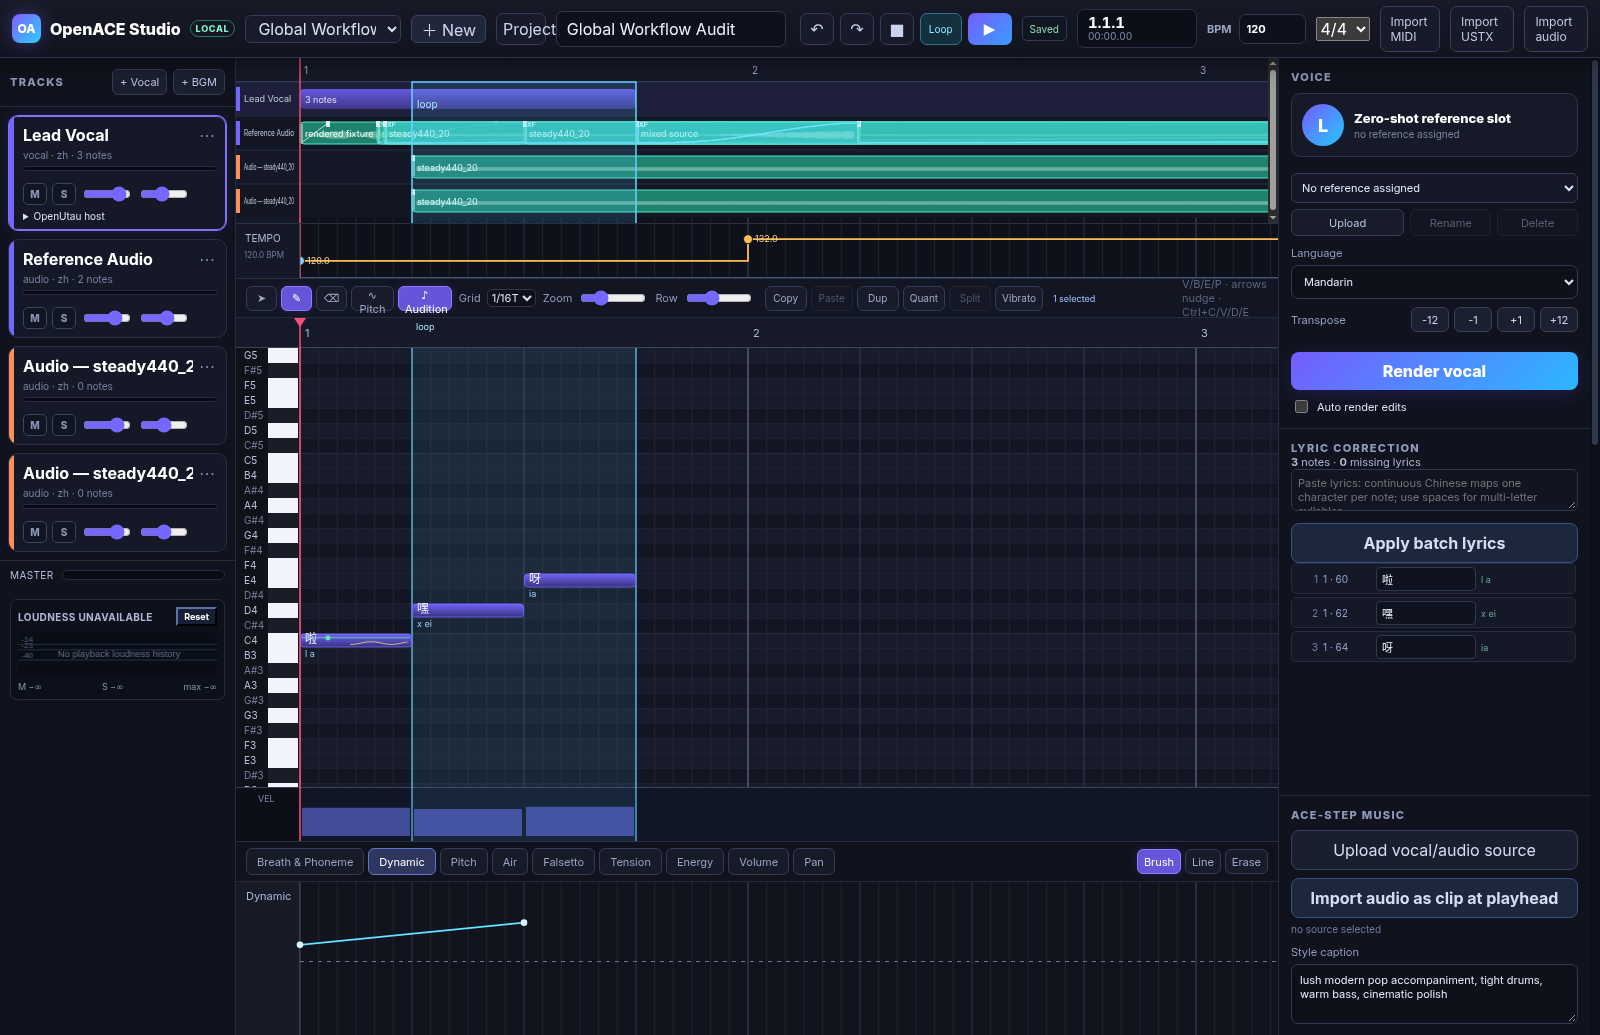 OA OpenACE Studio LOCAL Global Workflow + New Project Global Workflow Audit Loop Saved 1.1.1 00:00.00 BPM 120 4/4 Import MIDI Import USTX Import audio
TRACKS + Vocal + BGM
Lead Vocal ...
vocal · zh · 3 notes
M S
OpenUtau host
Reference Audio ...
audio · zh · 2 notes
M S
Audio — steady440_2 ...
audio · zh · 0 notes
M S
Audio — steady440_2 ...
audio · zh · 0 notes
M S
MASTER
LOUDNESS UNAVAILABLE Reset
-14
-23
-40
No playback loudness history
M −∞ S −∞ max −∞
1 2 3
Lead Vocal 3 notes loop
Reference Audio rendered fixture XF steady440_20 XF steady440_20 XF mixed source
Audio — steady440_20 steady440_20
Audio — steady440_20 steady440_20
TEMPO
120.0 BPM
120.0 132.0
Pitch Audition Grid 1/16T Zoom Row Copy Paste Dup Quant Split Vibrato 1 selected
V/B/E/P · arrows
nudge ·
Ctrl+C/V/D/E
loop
1 2 3
G5
F#5
F5
E5
D#5
D5
C#5
C5
B4
A#4
A4
G#4
G4
F#4
F4
E4 呀
D#4 ia
D4 嘿
C#4 x ei
C4 啦
B3 l a
A#3
A3
G#3
G3
F#3
F3
E3
D#3
VEL
Breath & Phoneme Dynamic Pitch Air Falsetto Tension Energy Volume Pan Brush Line Erase
Dynamic
VOICE
L Zero-shot reference slot
no reference assigned
No reference assigned
Upload Rename Delete
Language
Mandarin
Transpose -12 -1 +1 +12
Render vocal
Auto render edits
LYRIC CORRECTION
3 notes · 0 missing lyrics
Paste lyrics: continuous Chinese maps one
character per note; use spaces for multi-letter
Apply batch lyrics
1 1 · 60 啦 l a
2 1 · 62 嘿 x ei
3 1 · 64 呀 ia
ACE-STEP MUSIC
Upload vocal/audio source
Import audio as clip at playhead
no source selected
Style caption
lush modern pop accompaniment, tight drums,
warm bass, cinematic polish